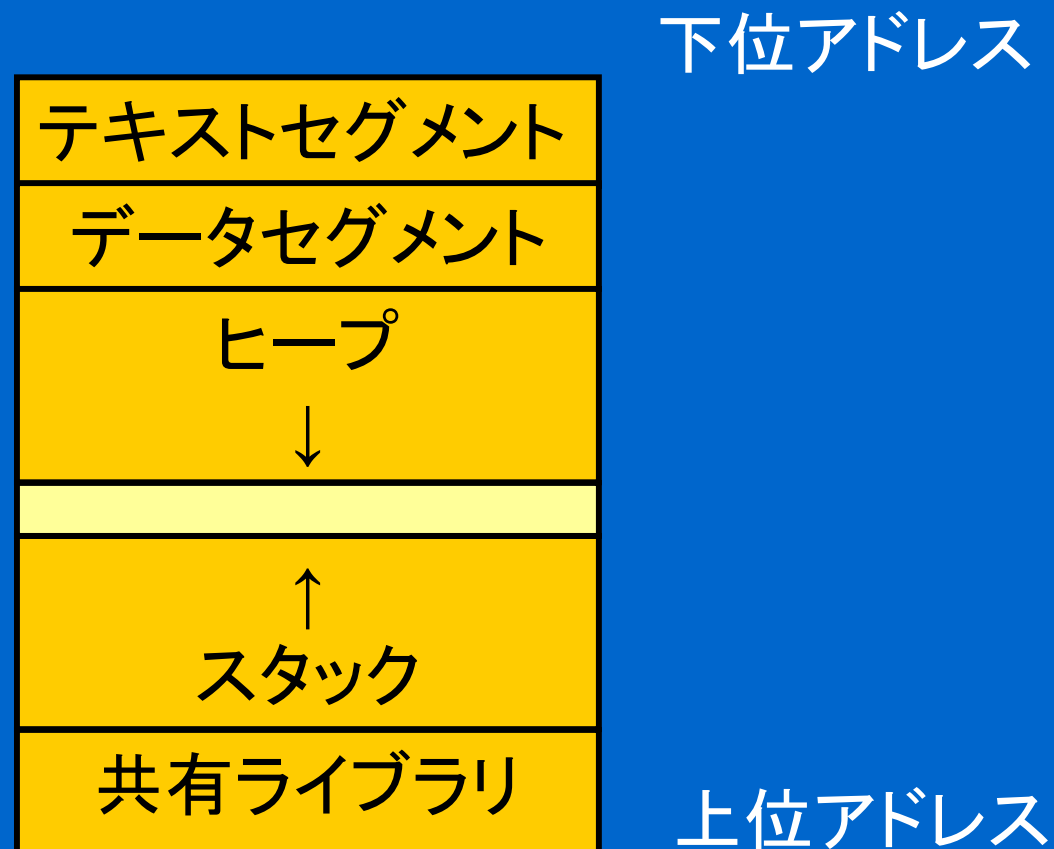 下位アドレス
テキストセグメント
データセグメント
ヒープ
↓
↑
スタック
共有ライブラリ
上位アドレス